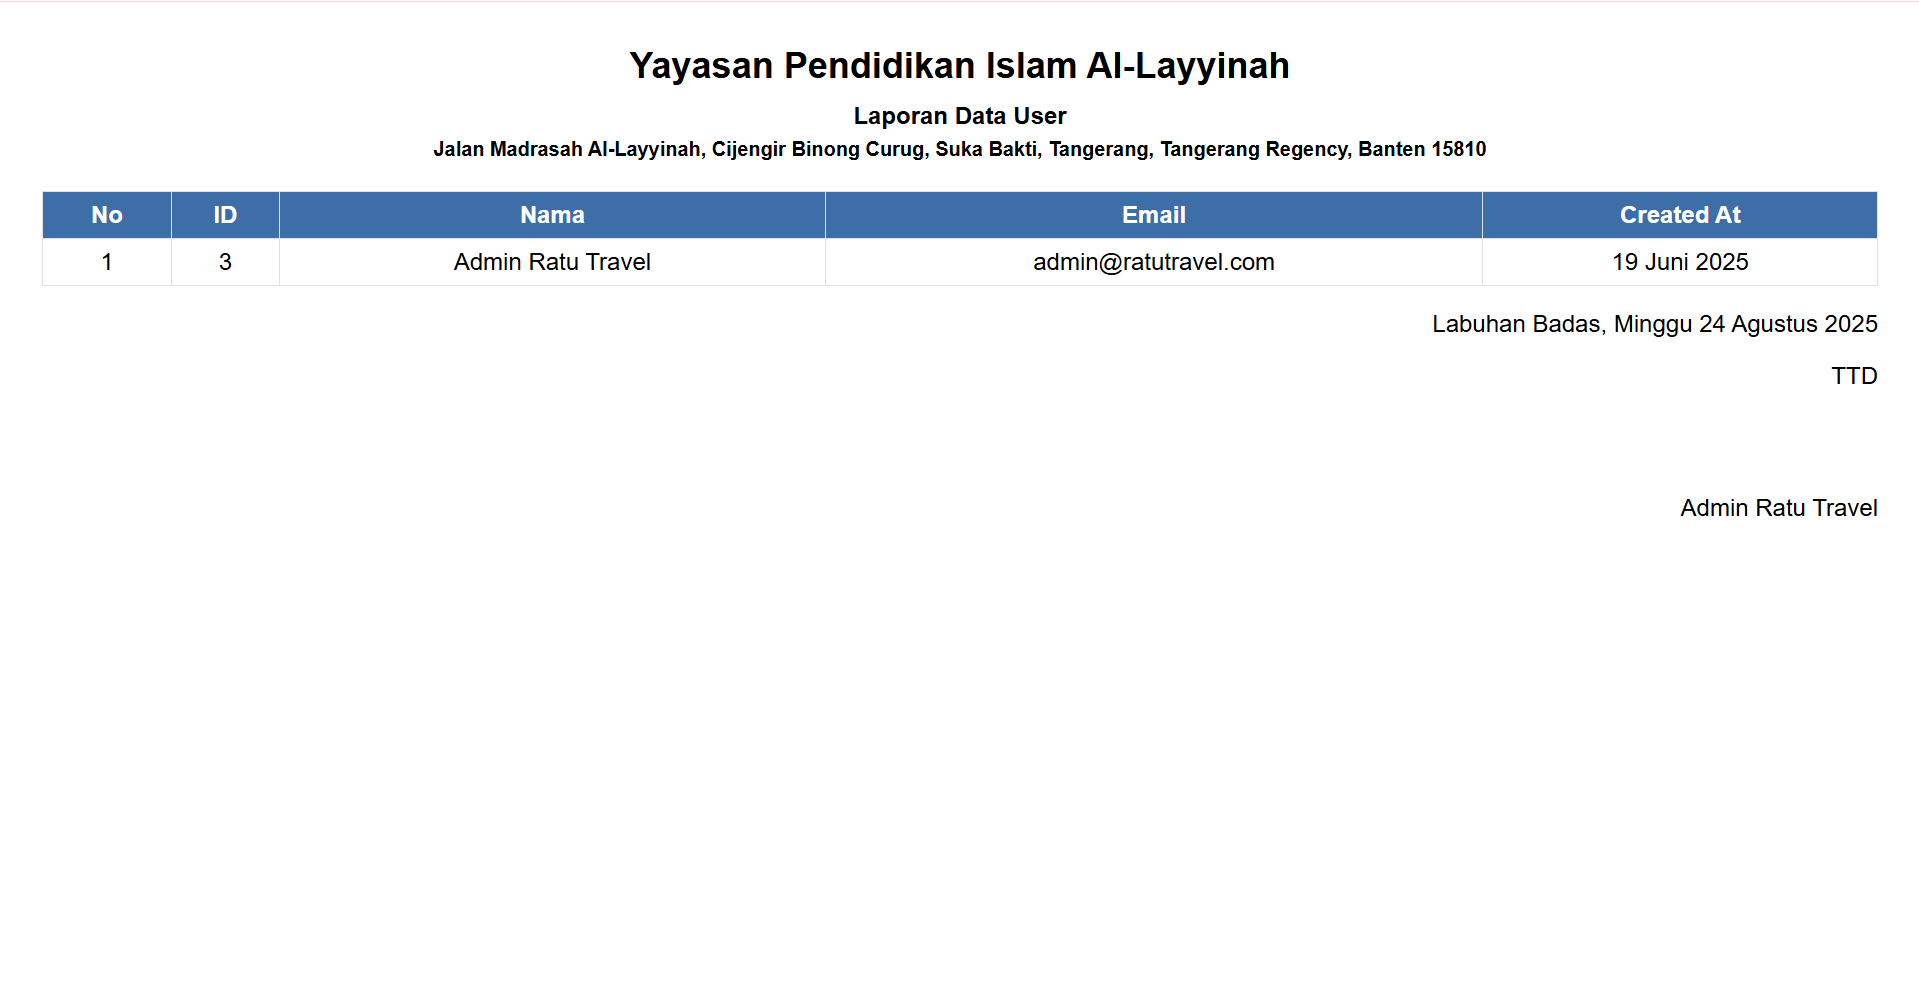 Yayasan Pendidikan Islam Al-Layyinah
Laporan Data User
Jalan Madrasah Al-Layyinah, Cijengir Binong Curug, Suka Bakti, Tangerang, Tangerang Regency, Banten 15810
No ID Nama Email Created At
1 3 Admin Ratu Travel admin@ratutravel.com 19 Juni 2025
Labuhan Badas, Minggu 24 Agustus 2025
TTD
Admin Ratu Travel